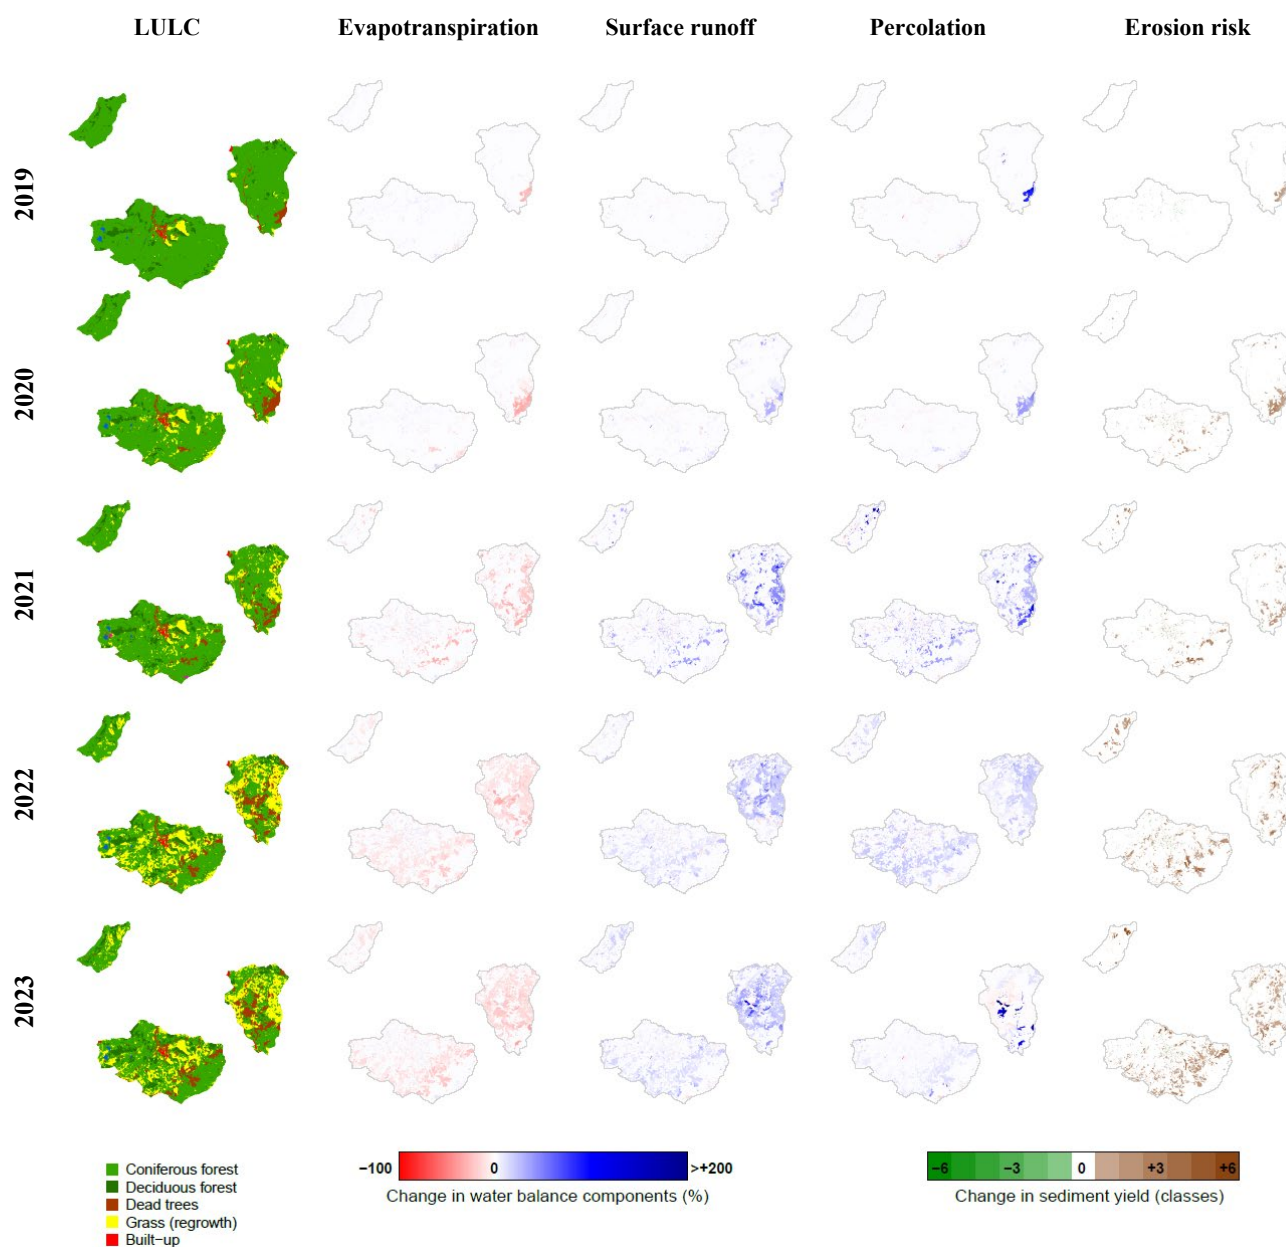 LULC Evapotranspiration Surface runoff Percolation Erosion risk
2019
2020
2021
2022
2023
Coniferous forest
Deciduous forest
Dead trees
Grass (regrowth)
Built−up
−100 0 >+200
Change in water balance components (%)
−6 −3 0 +3 +6
Change in sediment yield (classes)